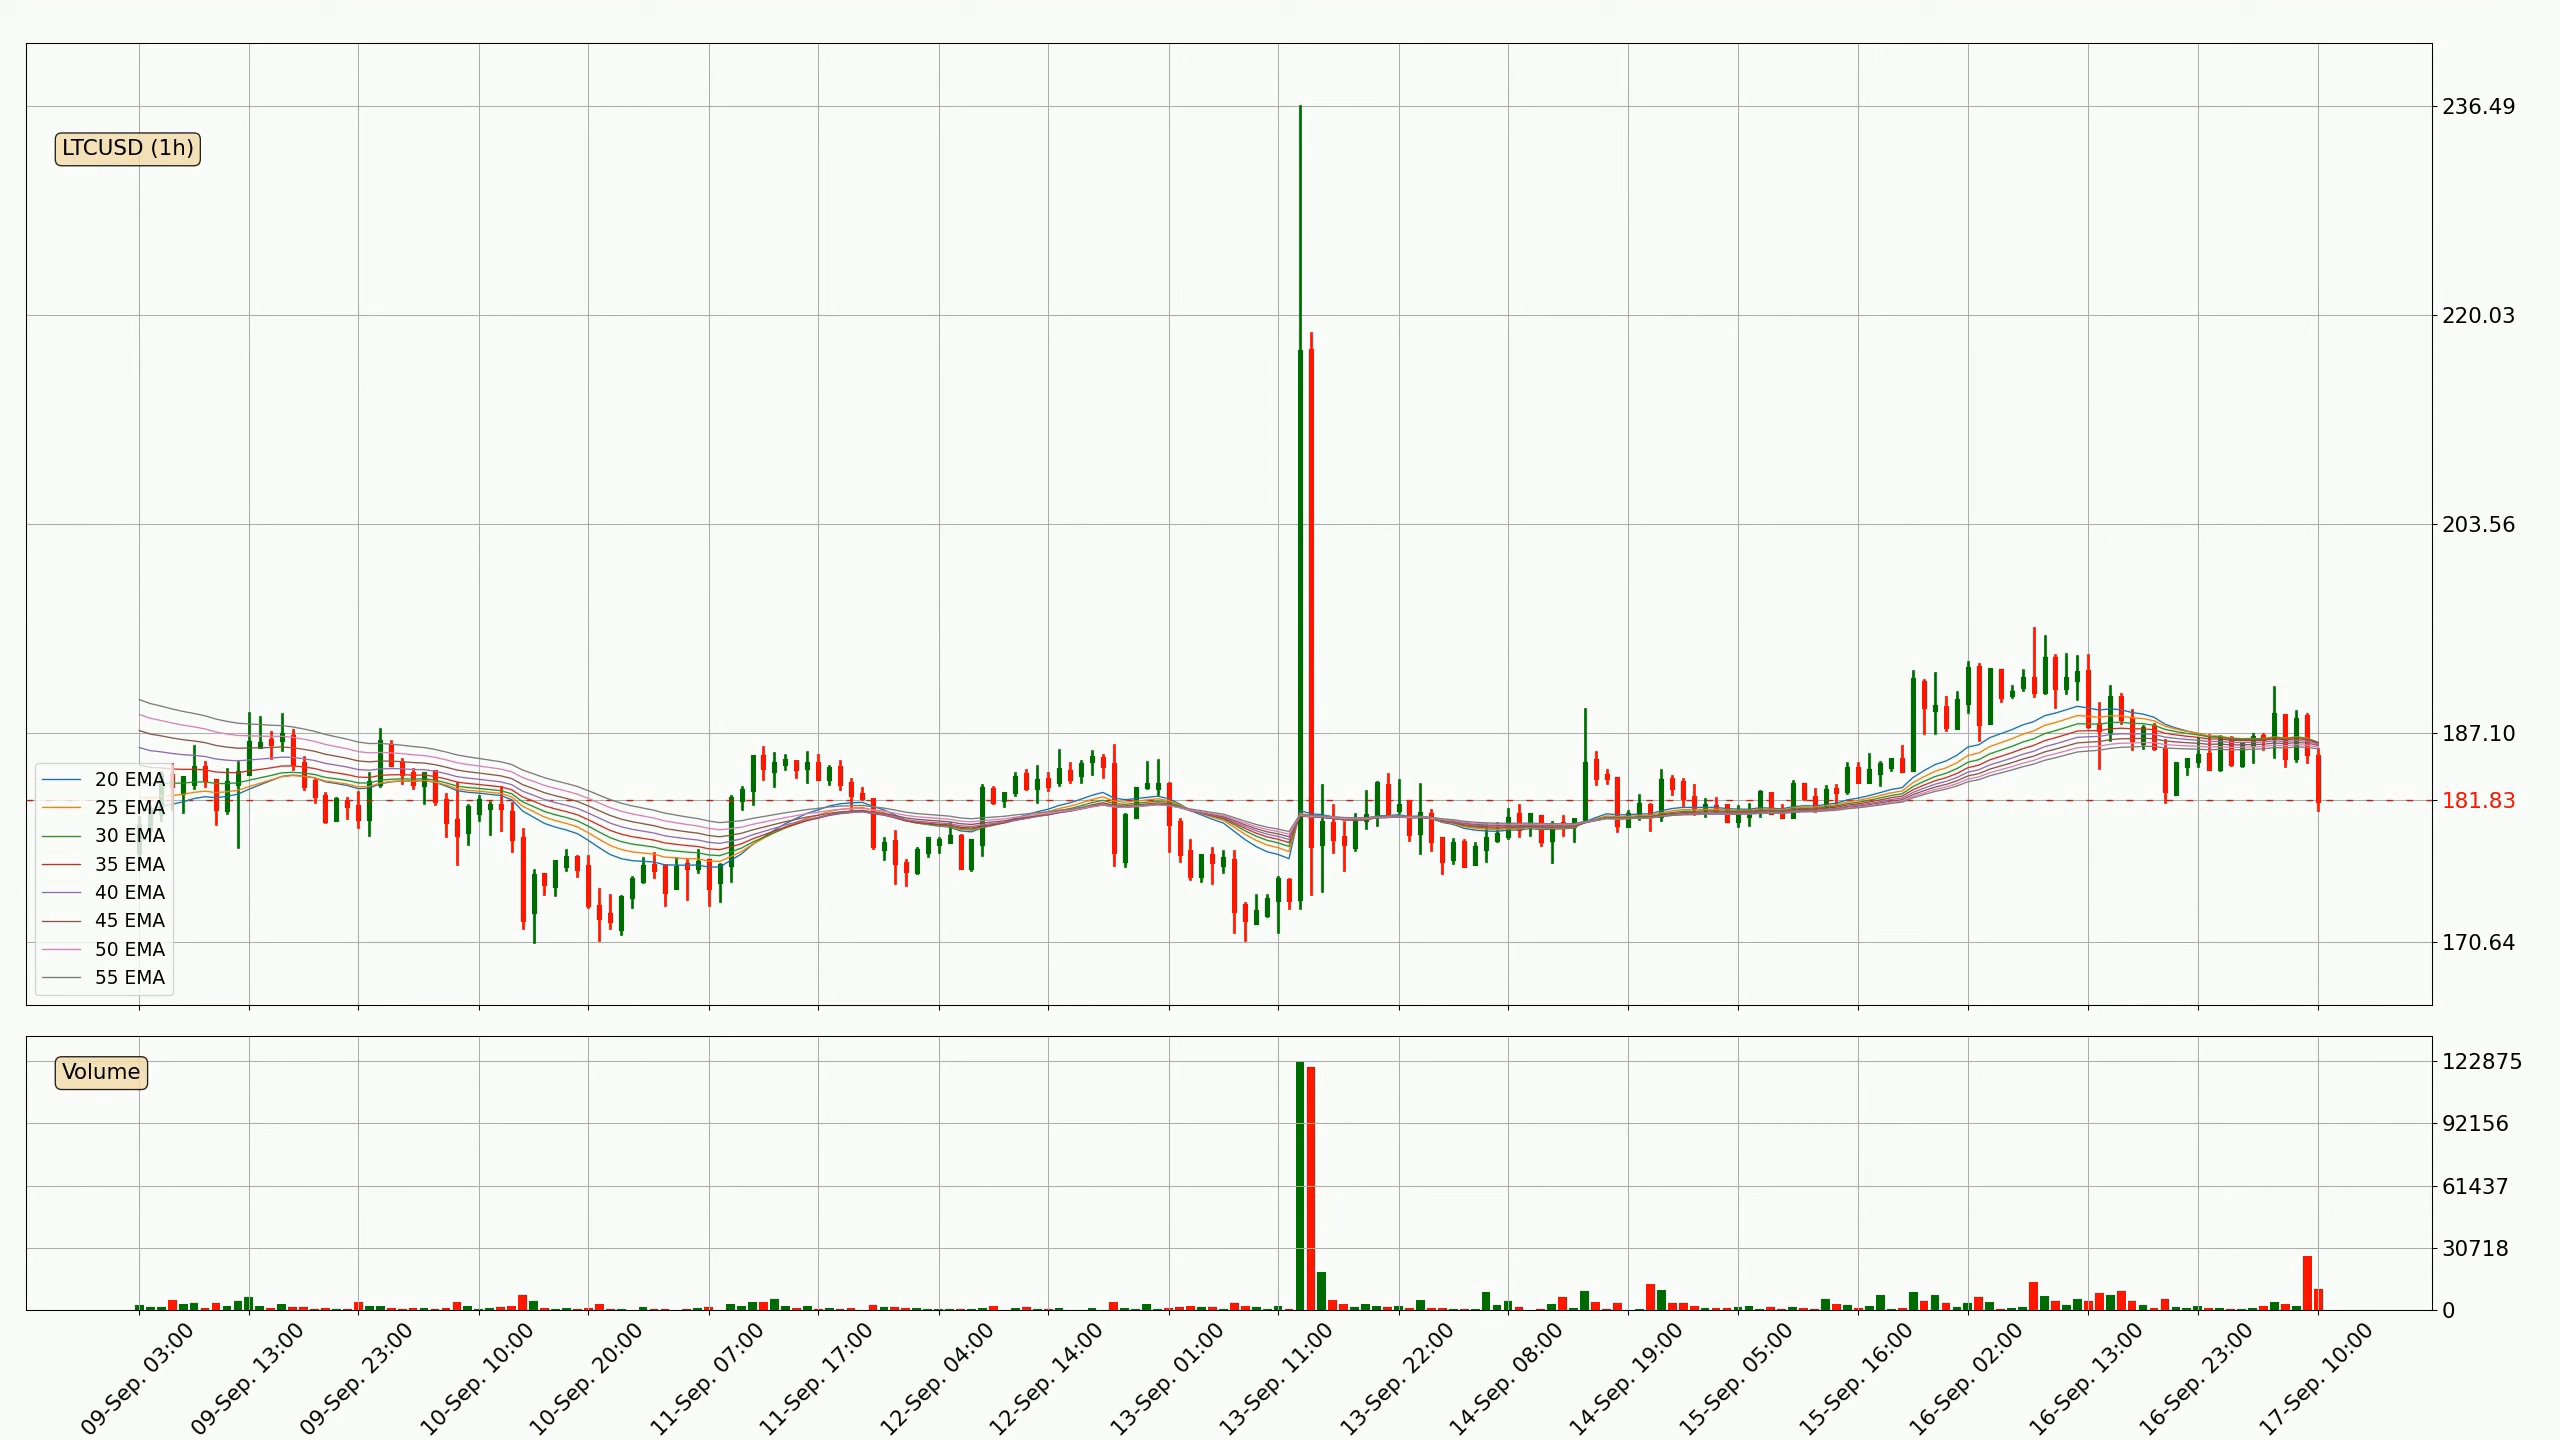 LTCUSD (1h)
236.49
220.03
203.56
187.10
181.83
170.64
20 EMA
25 EMA
30 EMA
35 EMA
40 EMA
45 EMA
50 EMA
55 EMA
Volume
122875
92156
61437
30718
0
09-Sep. 03:00
09-Sep. 13:00
09-Sep. 23:00
10-Sep. 10:00
10-Sep. 20:00
11-Sep. 07:00
11-Sep. 17:00
12-Sep. 04:00
12-Sep. 14:00
13-Sep. 01:00
13-Sep. 11:00
13-Sep. 22:00
14-Sep. 08:00
14-Sep. 19:00
15-Sep. 05:00
15-Sep. 16:00
16-Sep. 02:00
16-Sep. 13:00
16-Sep. 23:00
17-Sep. 10:00